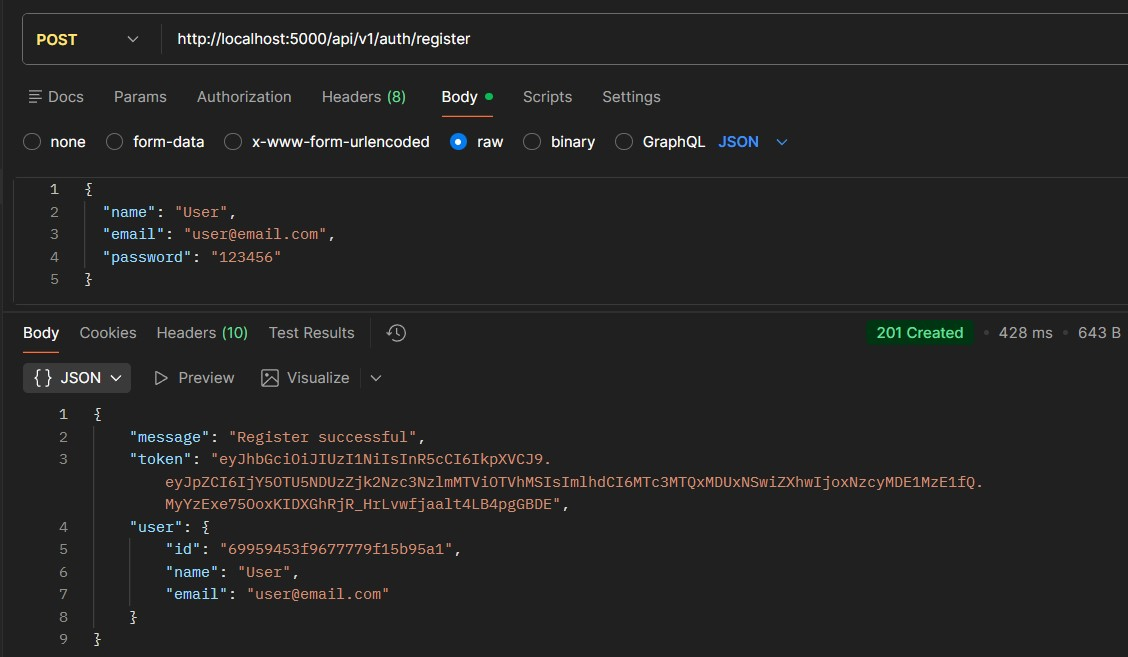 POST http://localhost:5000/api/v1/auth/register
Docs Params Authorization Headers (8) Body Scripts Settings
none form-data x-www-form-urlencoded raw binary GraphQL JSON
1 {
2 "name": "User",
3 "email": "user@email.com",
4 "password": "123456"
5 }
Body Cookies Headers (10) Test Results 201 Created • 428 ms • 643 B
{} JSON Preview Visualize
1 {
2 "message": "Register successful",
3 "token": "eyJhbGciOiJIUzI1NiIsInR5cCI6IkpXVCJ9.
eyJpZCI6IjY5OTU5NDUzZjk2Nzc3NzlmMTViOTVhMSIsImlhdCI6MTc3MTQxMDUxNSwiZXhwIjoxNzcyMDE1MzE1fQ.
MyYzExe75OoxKIDXGhRjR_HrLvwfjaalt4LB4pgGBDE",
4 "user": {
5 "id": "69959453f9677779f15b95a1",
6 "name": "User",
7 "email": "user@email.com"
8 }
9 }